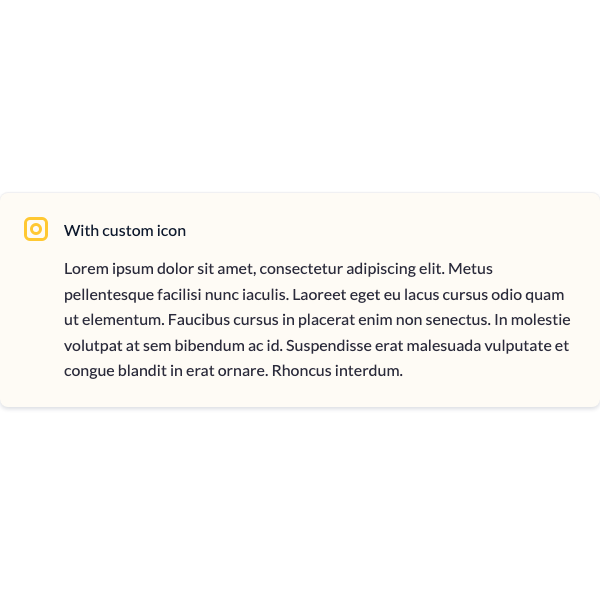 With custom icon
Lorem ipsum dolor sit amet, consectetur adipiscing elit. Metus
pellentesque facilisi nunc iaculis. Laoreet eget eu lacus cursus odio quam
ut elementum. Faucibus cursus in placerat enim non senectus. In molestie
volutpat at sem bibendum ac id. Suspendisse erat malesuada vulputate et
congue blandit in erat ornare. Rhoncus interdum.